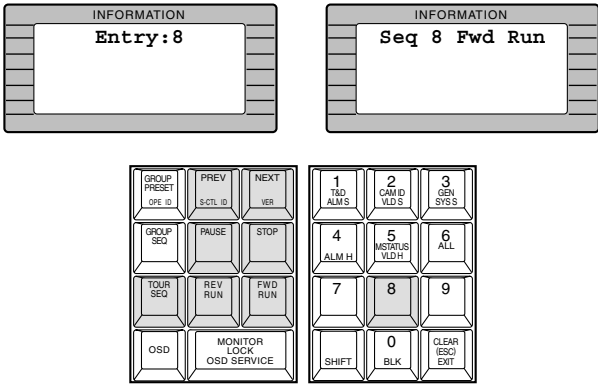 INFORMATION
Entry:8
INFORMATION
Seq 8 Fwd Run
GROUP
PRESET
OPE ID
PREV
S-CTL ID
NEXT
VER
1
T&D
ALM S
2
CAM ID
VLD S
3
GEN
SYS S
GROUP
SEQ
PAUSE
STOP
4
ALM H
5
MSTATUS
VLD H
6
ALL
TOUR
SEQ
REV
RUN
FWD
RUN
7
8
9
OSD
MONITOR
LOCK
OSD SERVICE
SHIFT
0
BLK
CLEAR
(ESC)
EXIT